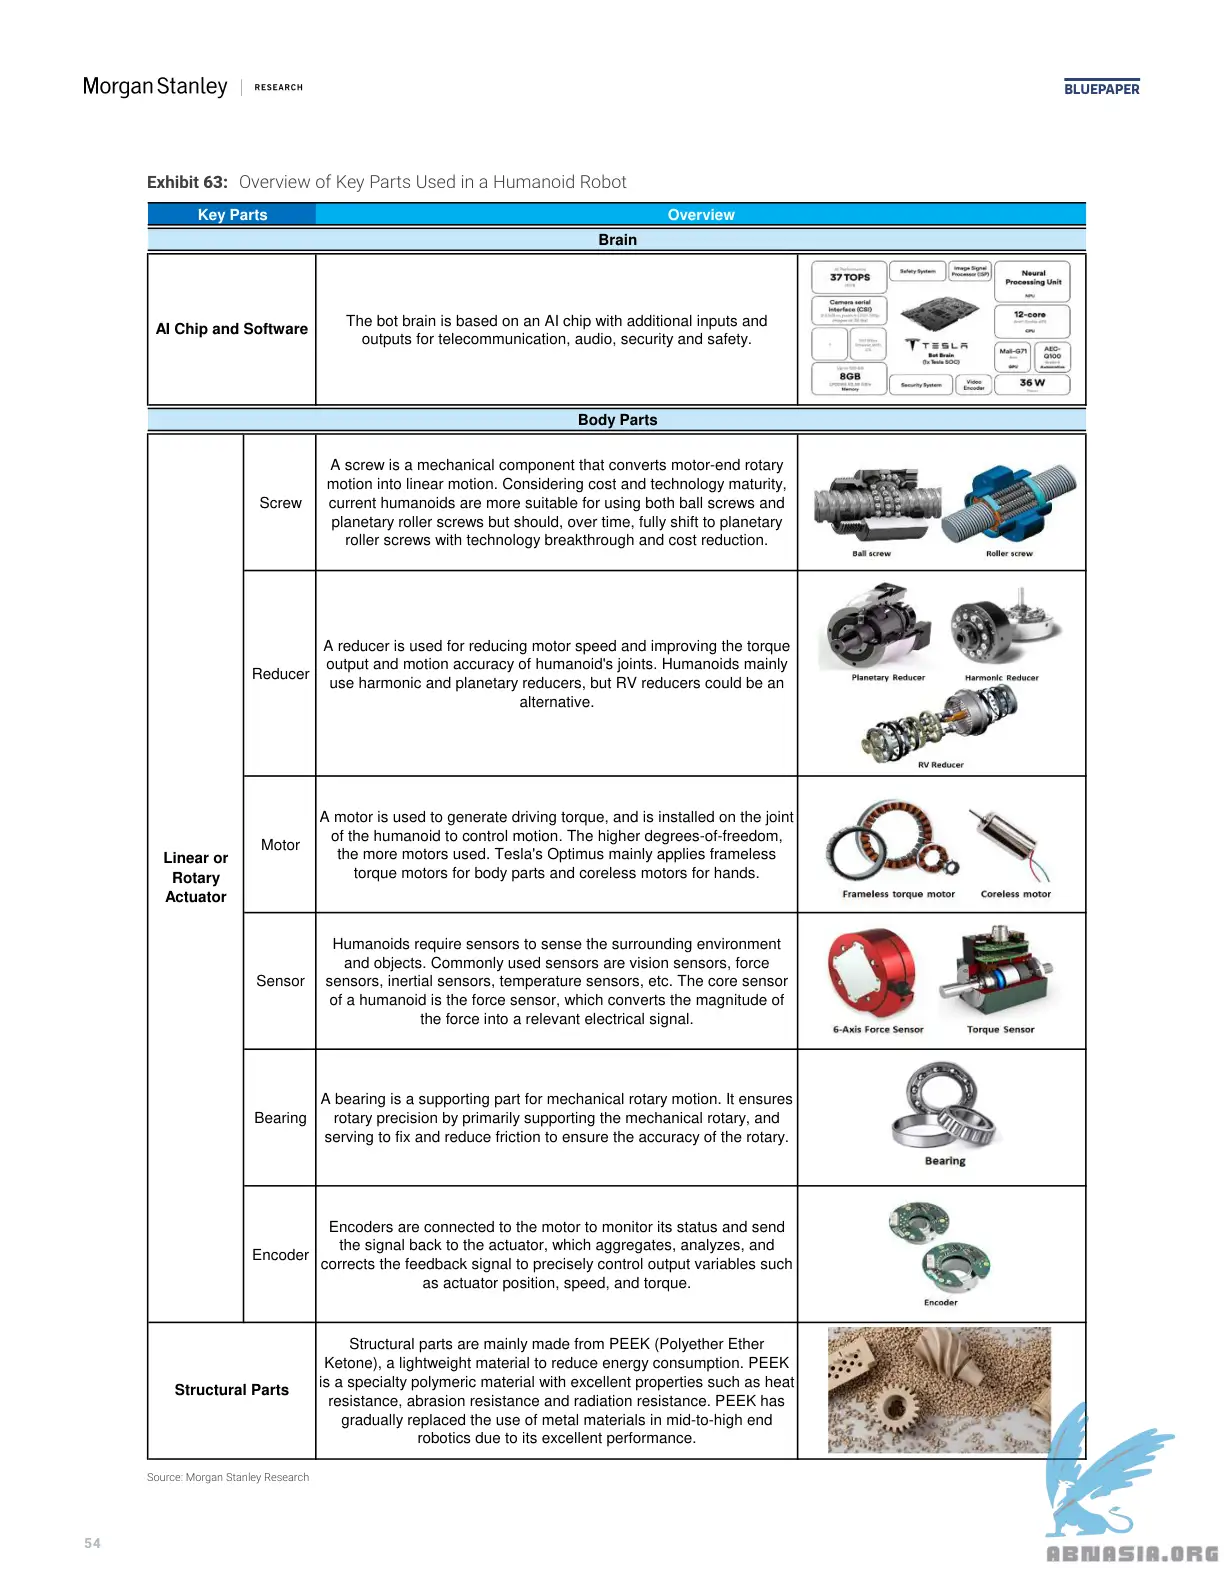 Morgan Stanley | RESEARCH
BLUEPAPER
Exhibit 63: Overview of Key Parts Used in a Humanoid Robot
Key Parts
Overview
Brain
AI Chip and Software
The bot brain is based on an AI chip with additional inputs and
outputs for telecommunication, audio, security and safety.
37 TOPS
Safety System
Image Signal
Processor (ISP)
Neural
Processing Unit
NPU
Camera serial
interface (CSI)
12-core
CPU
TESLA
Bot Brain
(1x Tesla SOC)
Mali-G71
GPU
AEC-
Q100
Automotive
8GB
Memory
Security System
Video
Encoder
36 W
Body Parts
Linear or
Rotary
Actuator
Screw
A screw is a mechanical component that converts motor-end rotary
motion into linear motion. Considering cost and technology maturity,
current humanoids are more suitable for using both ball screws and
planetary roller screws but should, over time, fully shift to planetary
roller screws with technology breakthrough and cost reduction.
Ball screw
Roller screw
Reducer
A reducer is used for reducing motor speed and improving the torque
output and motion accuracy of humanoid's joints. Humanoids mainly
use harmonic and planetary reducers, but RV reducers could be an
alternative.
Planetary Reducer
Harmonic Reducer
RV Reducer
Motor
A motor is used to generate driving torque, and is installed on the joint
of the humanoid to control motion. The higher degrees-of-freedom,
the more motors used. Tesla's Optimus mainly applies frameless
torque motors for body parts and coreless motors for hands.
Frameless torque motor
Coreless motor
Sensor
Humanoids require sensors to sense the surrounding environment
and objects. Commonly used sensors are vision sensors, force
sensors, inertial sensors, temperature sensors, etc. The core sensor
of a humanoid is the force sensor, which converts the magnitude of
the force into a relevant electrical signal.
6-Axis Force Sensor
Torque Sensor
Bearing
A bearing is a supporting part for mechanical rotary motion. It ensures
rotary precision by primarily supporting the mechanical rotary, and
serving to fix and reduce friction to ensure the accuracy of the rotary.
Bearing
Encoder
Encoders are connected to the motor to monitor its status and send
the signal back to the actuator, which aggregates, analyzes, and
corrects the feedback signal to precisely control output variables such
as actuator position, speed, and torque.
Encoder
Structural Parts
Structural parts are mainly made from PEEK (Polyether Ether
Ketone), a lightweight material to reduce energy consumption. PEEK
is a specialty polymeric material with excellent properties such as heat
resistance, abrasion resistance and radiation resistance. PEEK has
gradually replaced the use of metal materials in mid-to-high end
robotics due to its excellent performance.
Source: Morgan Stanley Research
54
ABNASIA.ORG